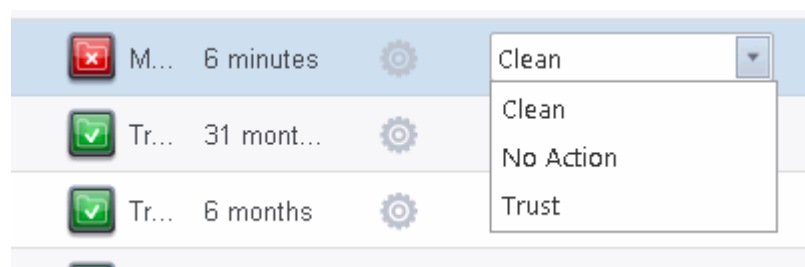 M... 6 minutes Clean
Clean
Tr... 31 mont...
No Action
Tr... 6 months Trust